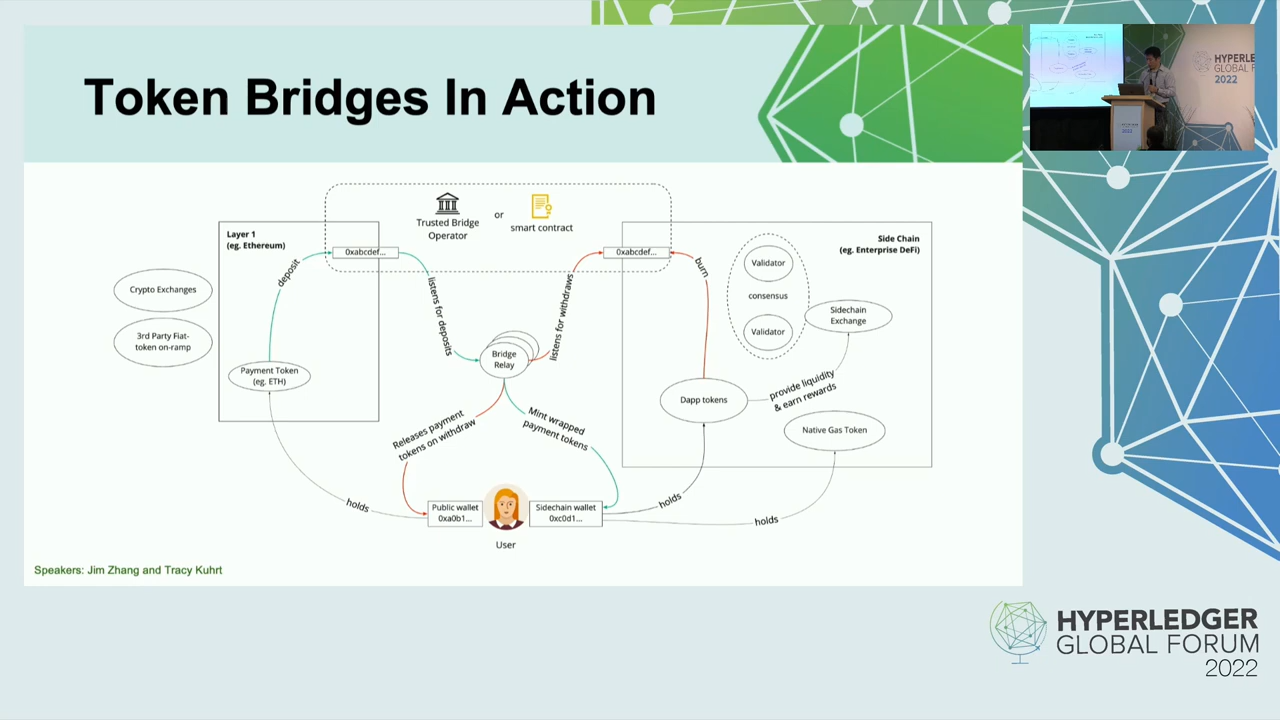 Token Bridges In Action
HYPERLE
GLOBAL F
2022
Trusted Bridge
Operator
or
smart contract
Layer 1
(eg. Ethereum)
0xabcdef...
0xabcdef...
Side Chain
(eg. Enterprise DeFi)
deposit
listens for deposits
listens for withdraws
burn
Validator
consensus
Validator
Crypto Exchanges
3rd Party Fiat-
token on-ramp
Sidechain
Exchange
Bridge
Relay
Payment Token
(eg. ETH)
Dapp tokens
provide liquidity
& earn rewards
Native Gas Token
Releases payment
tokens on withdraw
Mint wrapped
payment tokens
holds
Public wallet
0xa0b1...
Sidechain wallet
0xc0d1...
holds
holds
User
Speakers: Jim Zhang and Tracy Kuhrt
HYPERLEDGER
GLOBAL FORUM
2022